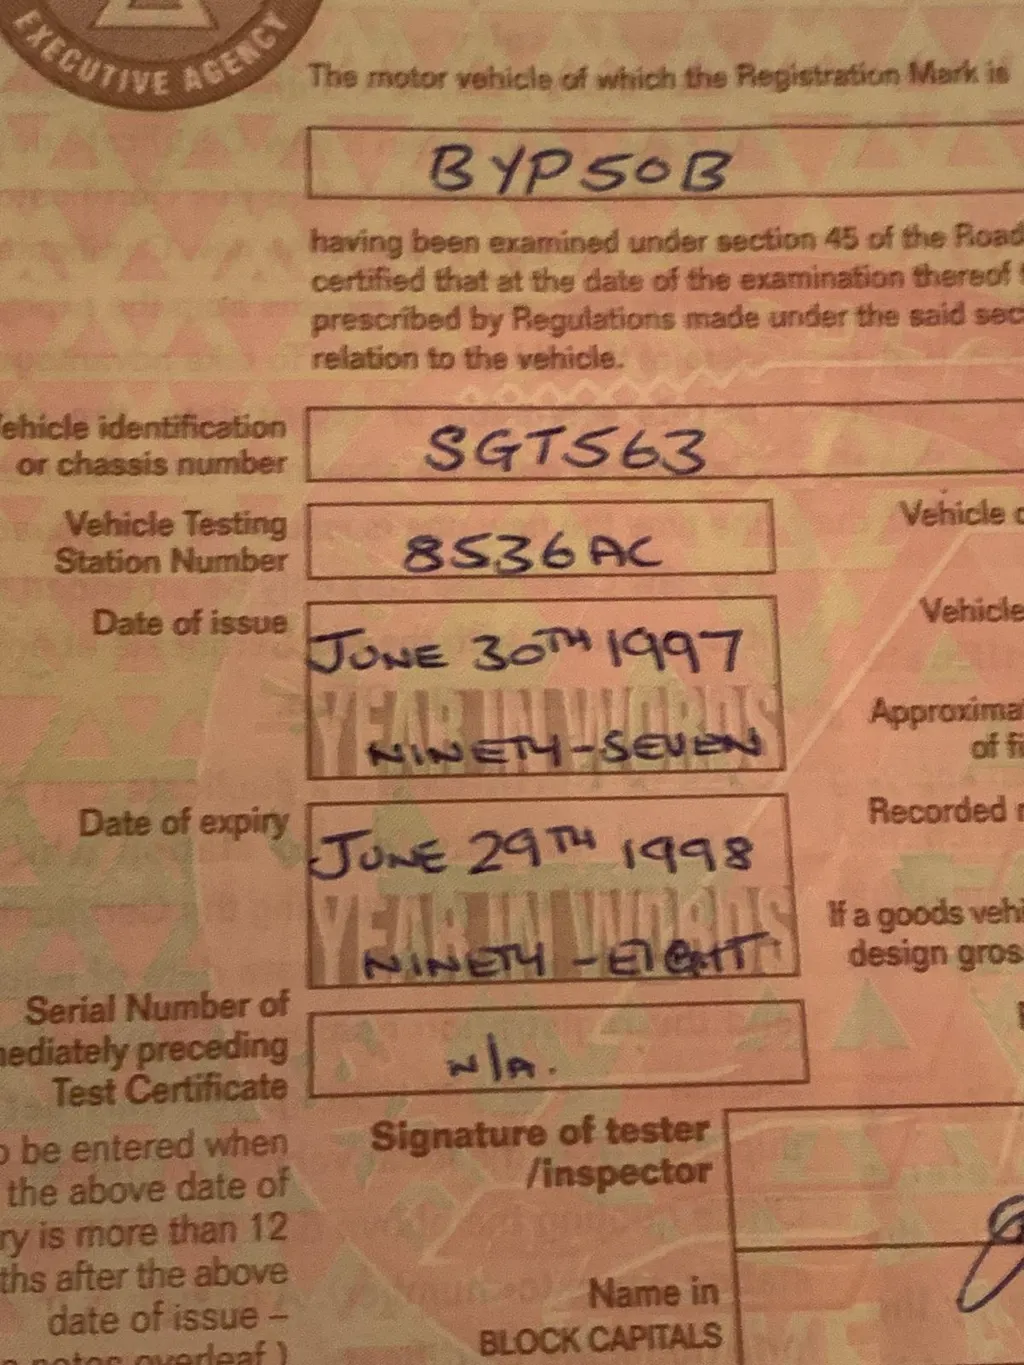 EXECUTIVE AGENCY
The motor vehicle of which the Registration Mark is
BYP50B
having been examined under section 45 of the Road
certified that at the date of the examination thereof
prescribed by Regulations made under the said sec
relation to the vehicle.
ehicle identification
or chassis number
SGT563
Vehicle Testing
Station Number
8536AC
Vehicle c
Date of issue
JUNE 30TH 1997
YEAR IN WORDS
NINETY-SEVEN
Vehicle
Approxima
of fi
Date of expiry
JUNE 29TH 1998
YEAR IN WORDS
NINETY-EIGHT
Recorded
If a goods vehi
design gros
Serial Number of
mediately preceding
Test Certificate
N/A.
Signature of tester
/inspector
o be entered when
the above date of
ry is more than 12
ths after the above
date of issue –
notes overleaf.)
Name in
BLOCK CAPITALS